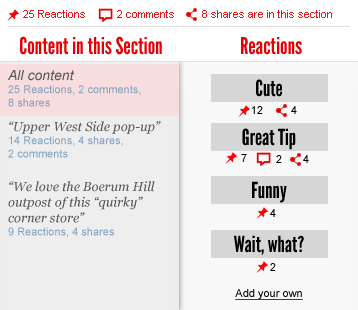 25 Reactions 2 comments 8 shares are in this section
Content in this Section
Reactions
All content
25 Reactions, 2 comments,
8 shares
“Upper West Side pop-up”
14 Reactions, 4 shares,
2 comments
“We love the Boerum Hill
outpost of this “quirky”
corner store”
9 Reactions, 4 shares
Cute
12 4
Great Tip
7 2 4
Funny
4
Wait, what?
2
Add your own